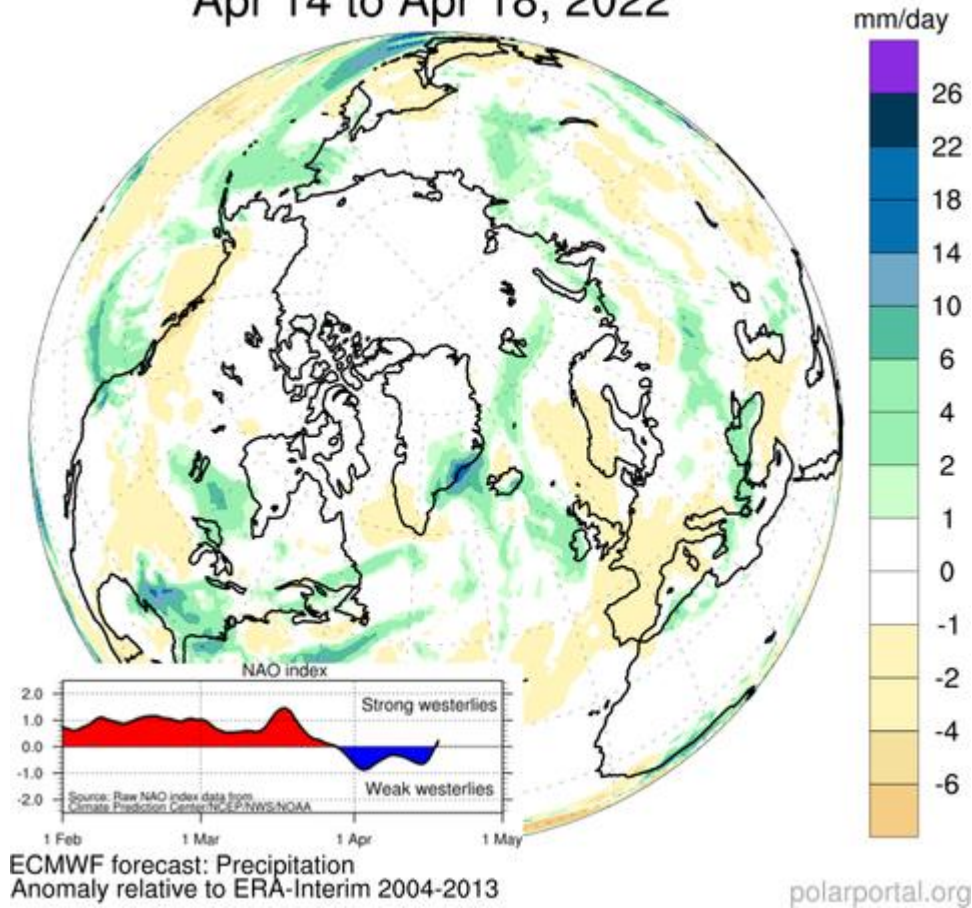 Apr 14 to Apr 18, 2022
mm/day
26
22
18
14
10
6
4
2
1
0
-1
-2
-4
-6
NAO index
2.0
1.0
0.0
-1.0
-2.0
Strong westerlies
Weak westerlies
Source: Raw NAO index data from
Climate Prediction Center/NCEP/NWS/NOAA
1 Feb
1 Mar
1 Apr
1 May
ECMWF forecast: Precipitation
Anomaly relative to ERA-Interim 2004-2013
polarportal.org